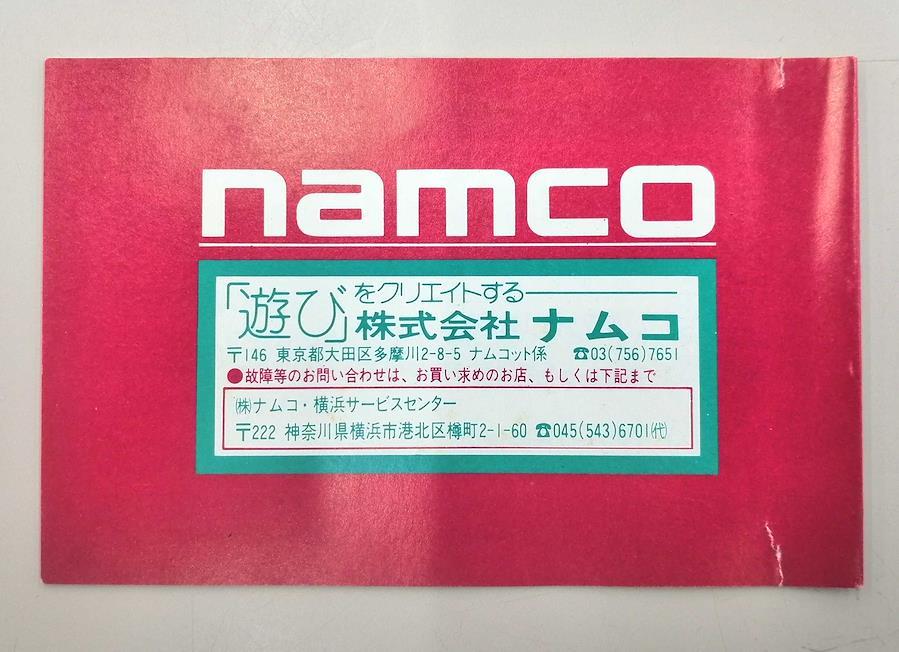 namco
「遊び」をクリエイトする━━━
株式会社 ナムコ
〒146 東京都大田区多摩川2-8-5 ナムコット係 ☎03(756)7651
●故障等のお問い合わせは、お買い求めのお店、もしくは下記まで
㈱ナムコ・横浜サービスセンター
〒222 神奈川県横浜市港北区樽町2-1-60 ☎045(543)6701㈹